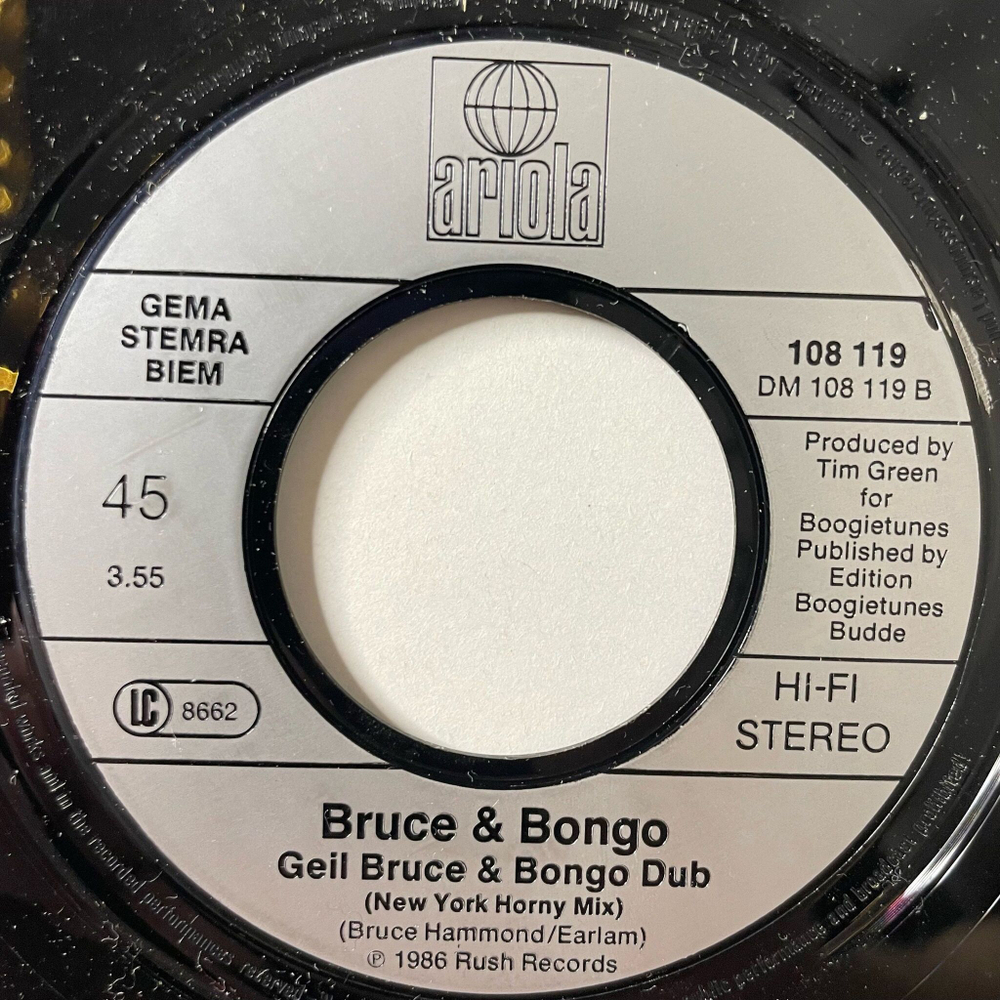 ariola
GEMA
STEMRA
BIEM
108 119
DM 108 119 B
45
3.55
Produced by
Tim Green
for
Boogietunes
Published by
Edition
Boogietunes
Budde
LC 8662
HI-FI
STEREO
Bruce & Bongo
Geil Bruce & Bongo Dub
(New York Horny Mix)
(Bruce Hammond/Earlam)
℗ 1986 Rush Records